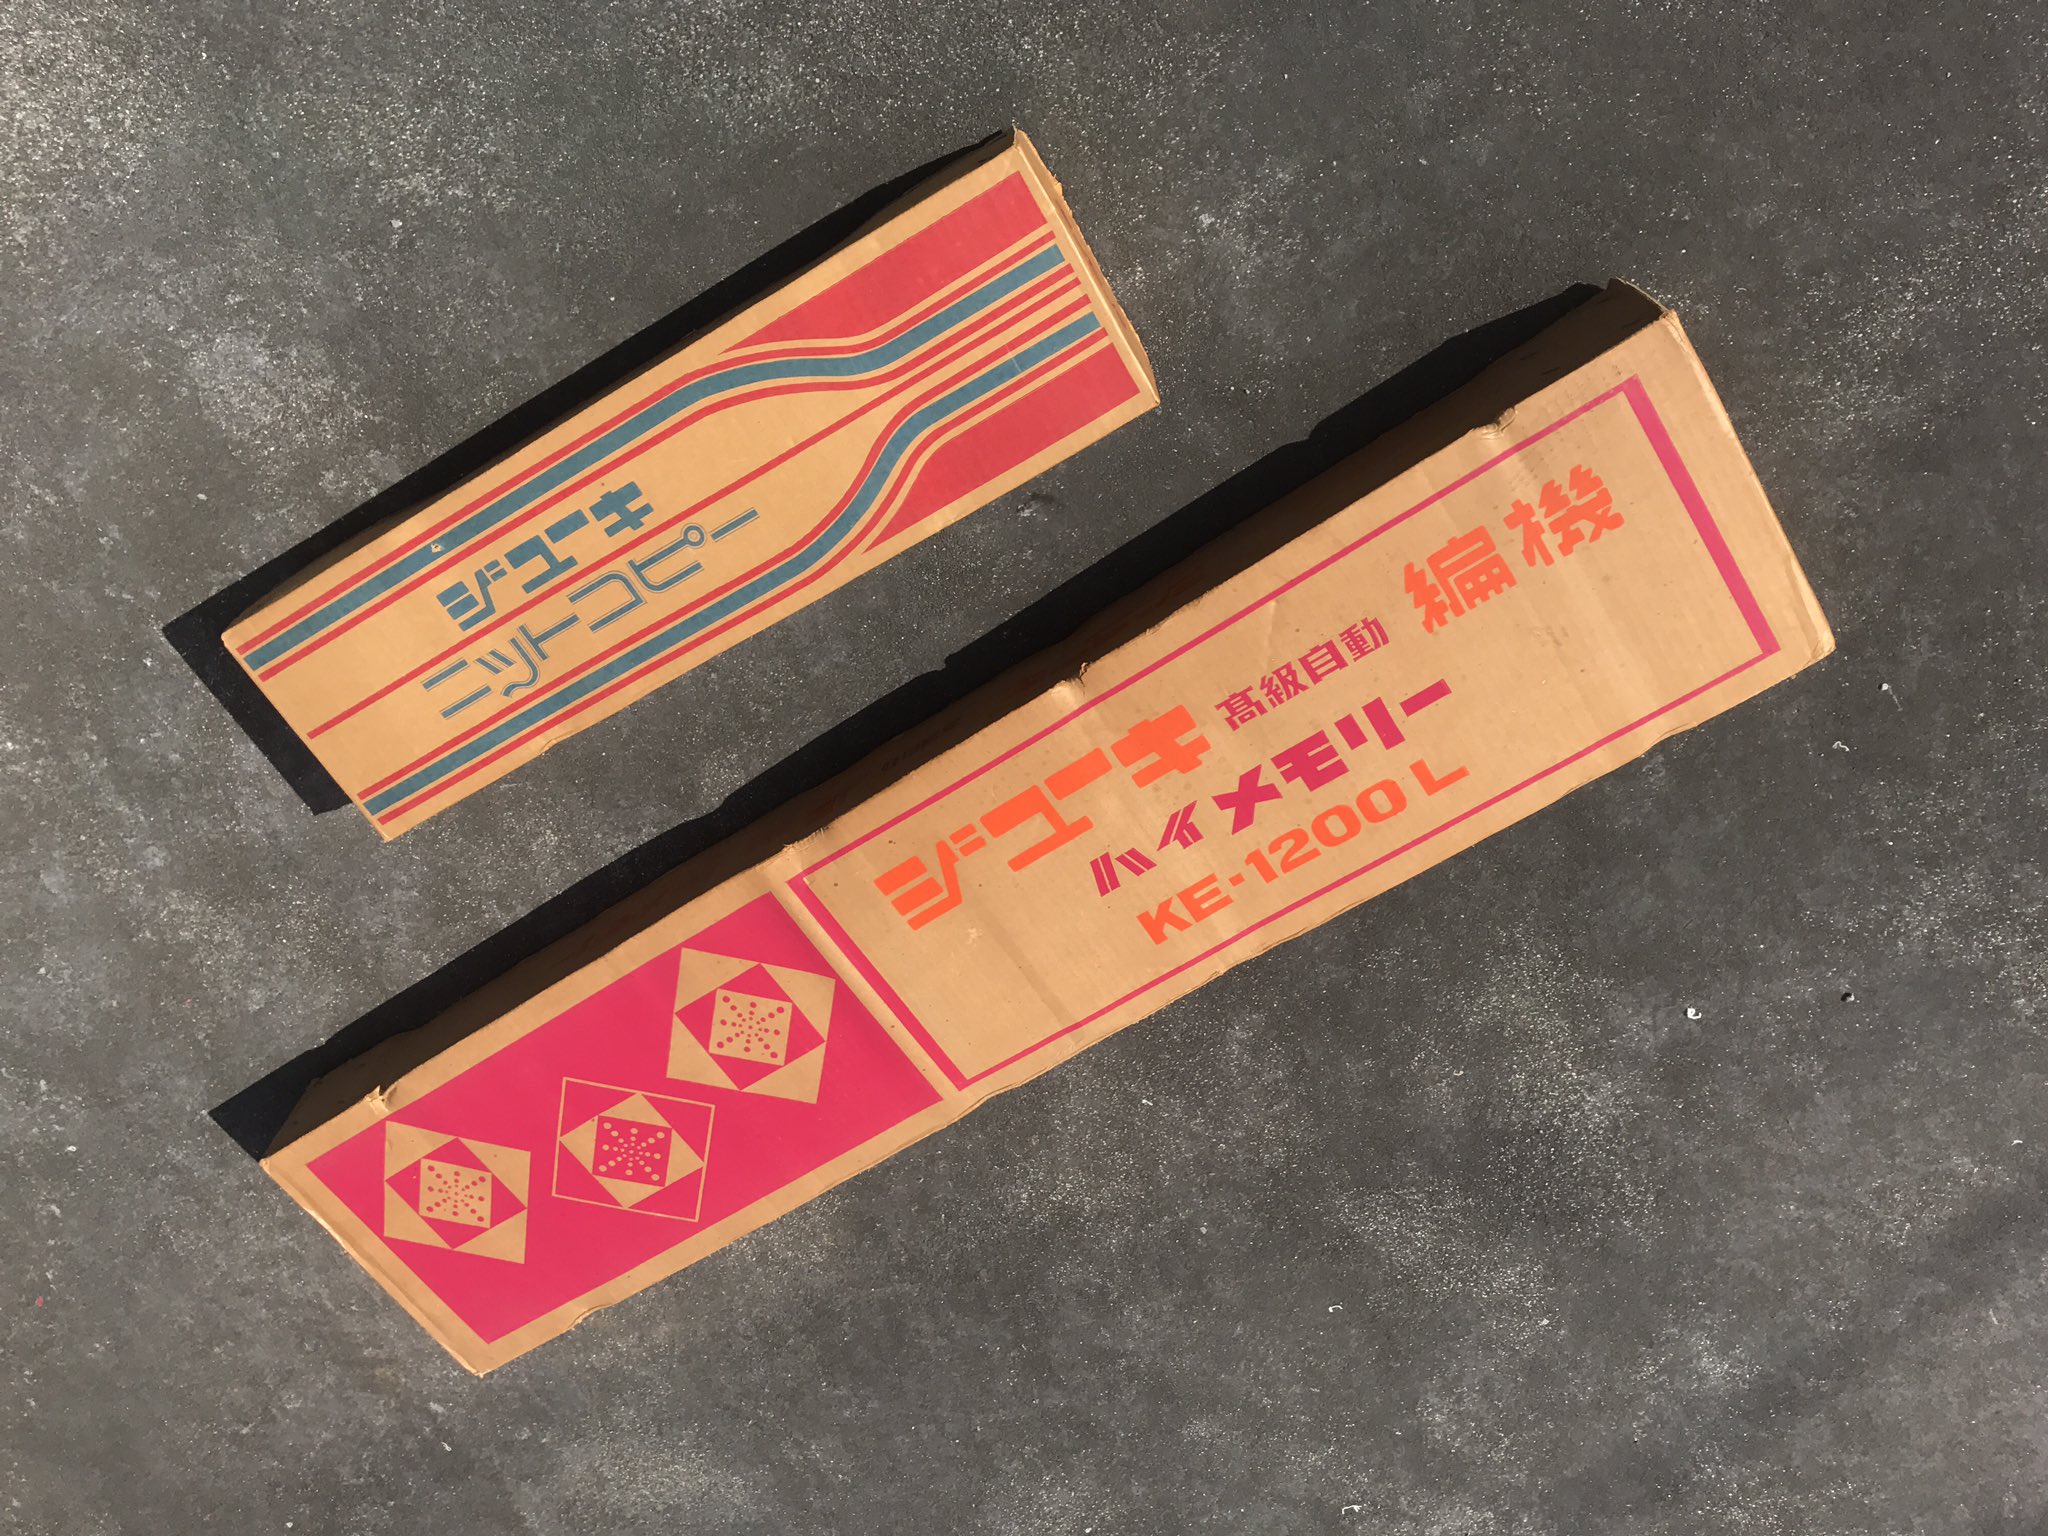 ジューキ
ニットコピー
ジューキ 高級自動 編機
ハイメモリー
KE-1200L